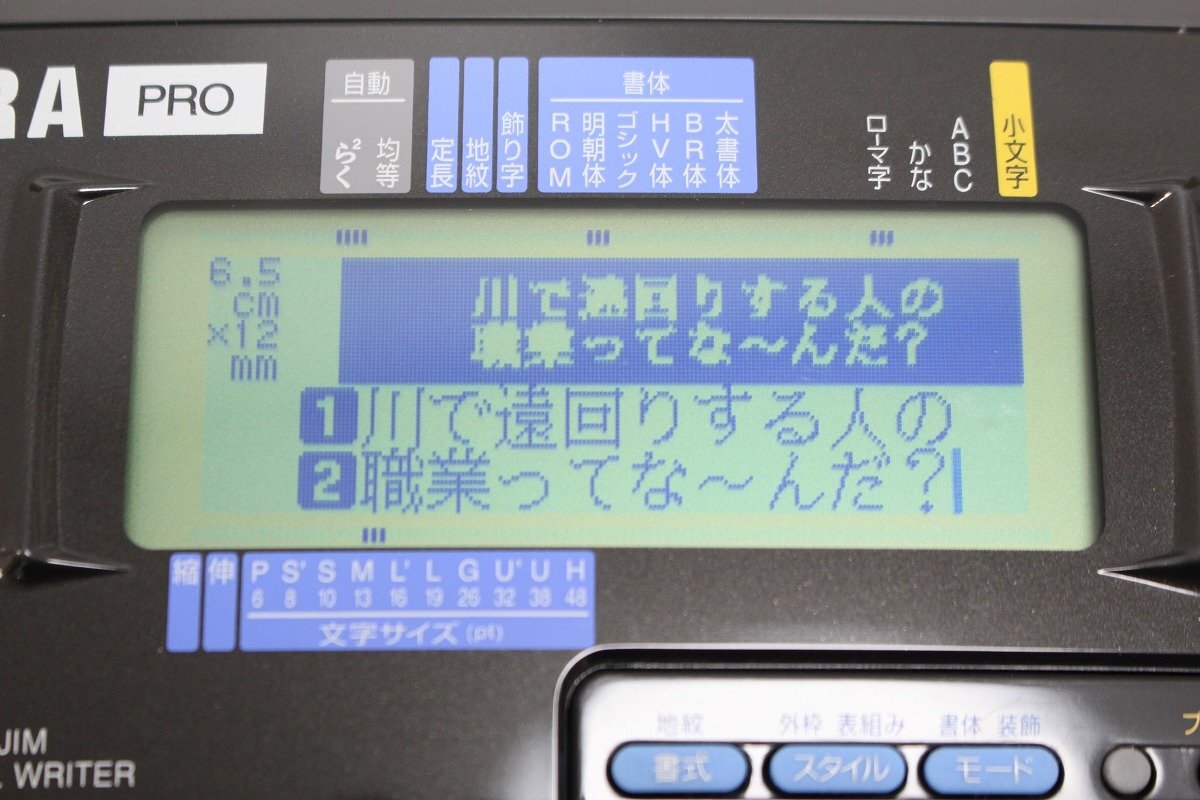 RA PRO
自動
らく² 均等
定長
地紋
飾り字
書体
ROM 明朝体 ゴシック HV体 BR体 太書体
ローマ字 かな ABC
小文字
6.5
cm
×12
mm
川で遠回りする人の
職業ってな～んだ?
1 川で遠回りする人の
2 職業ってな～んだ?
縮 伸
P S' S M L' L G U' U H
6 8 10 13 16 19 26 32 38 48
文字サイズ(pt)
JIM
WRITER
地紋 外枠 表組み 書体 装飾
書式 スタイル モード